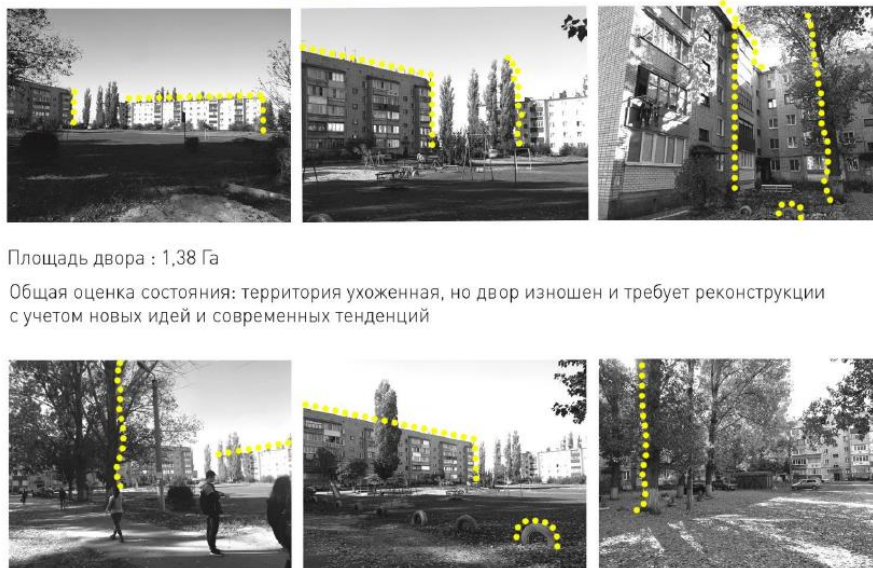 Площадь двора : 1,38 Га
Общая оценка состояния: территория ухоженная, но двор изношен и требует реконструкции
с учетом новых идей и современных тенденций